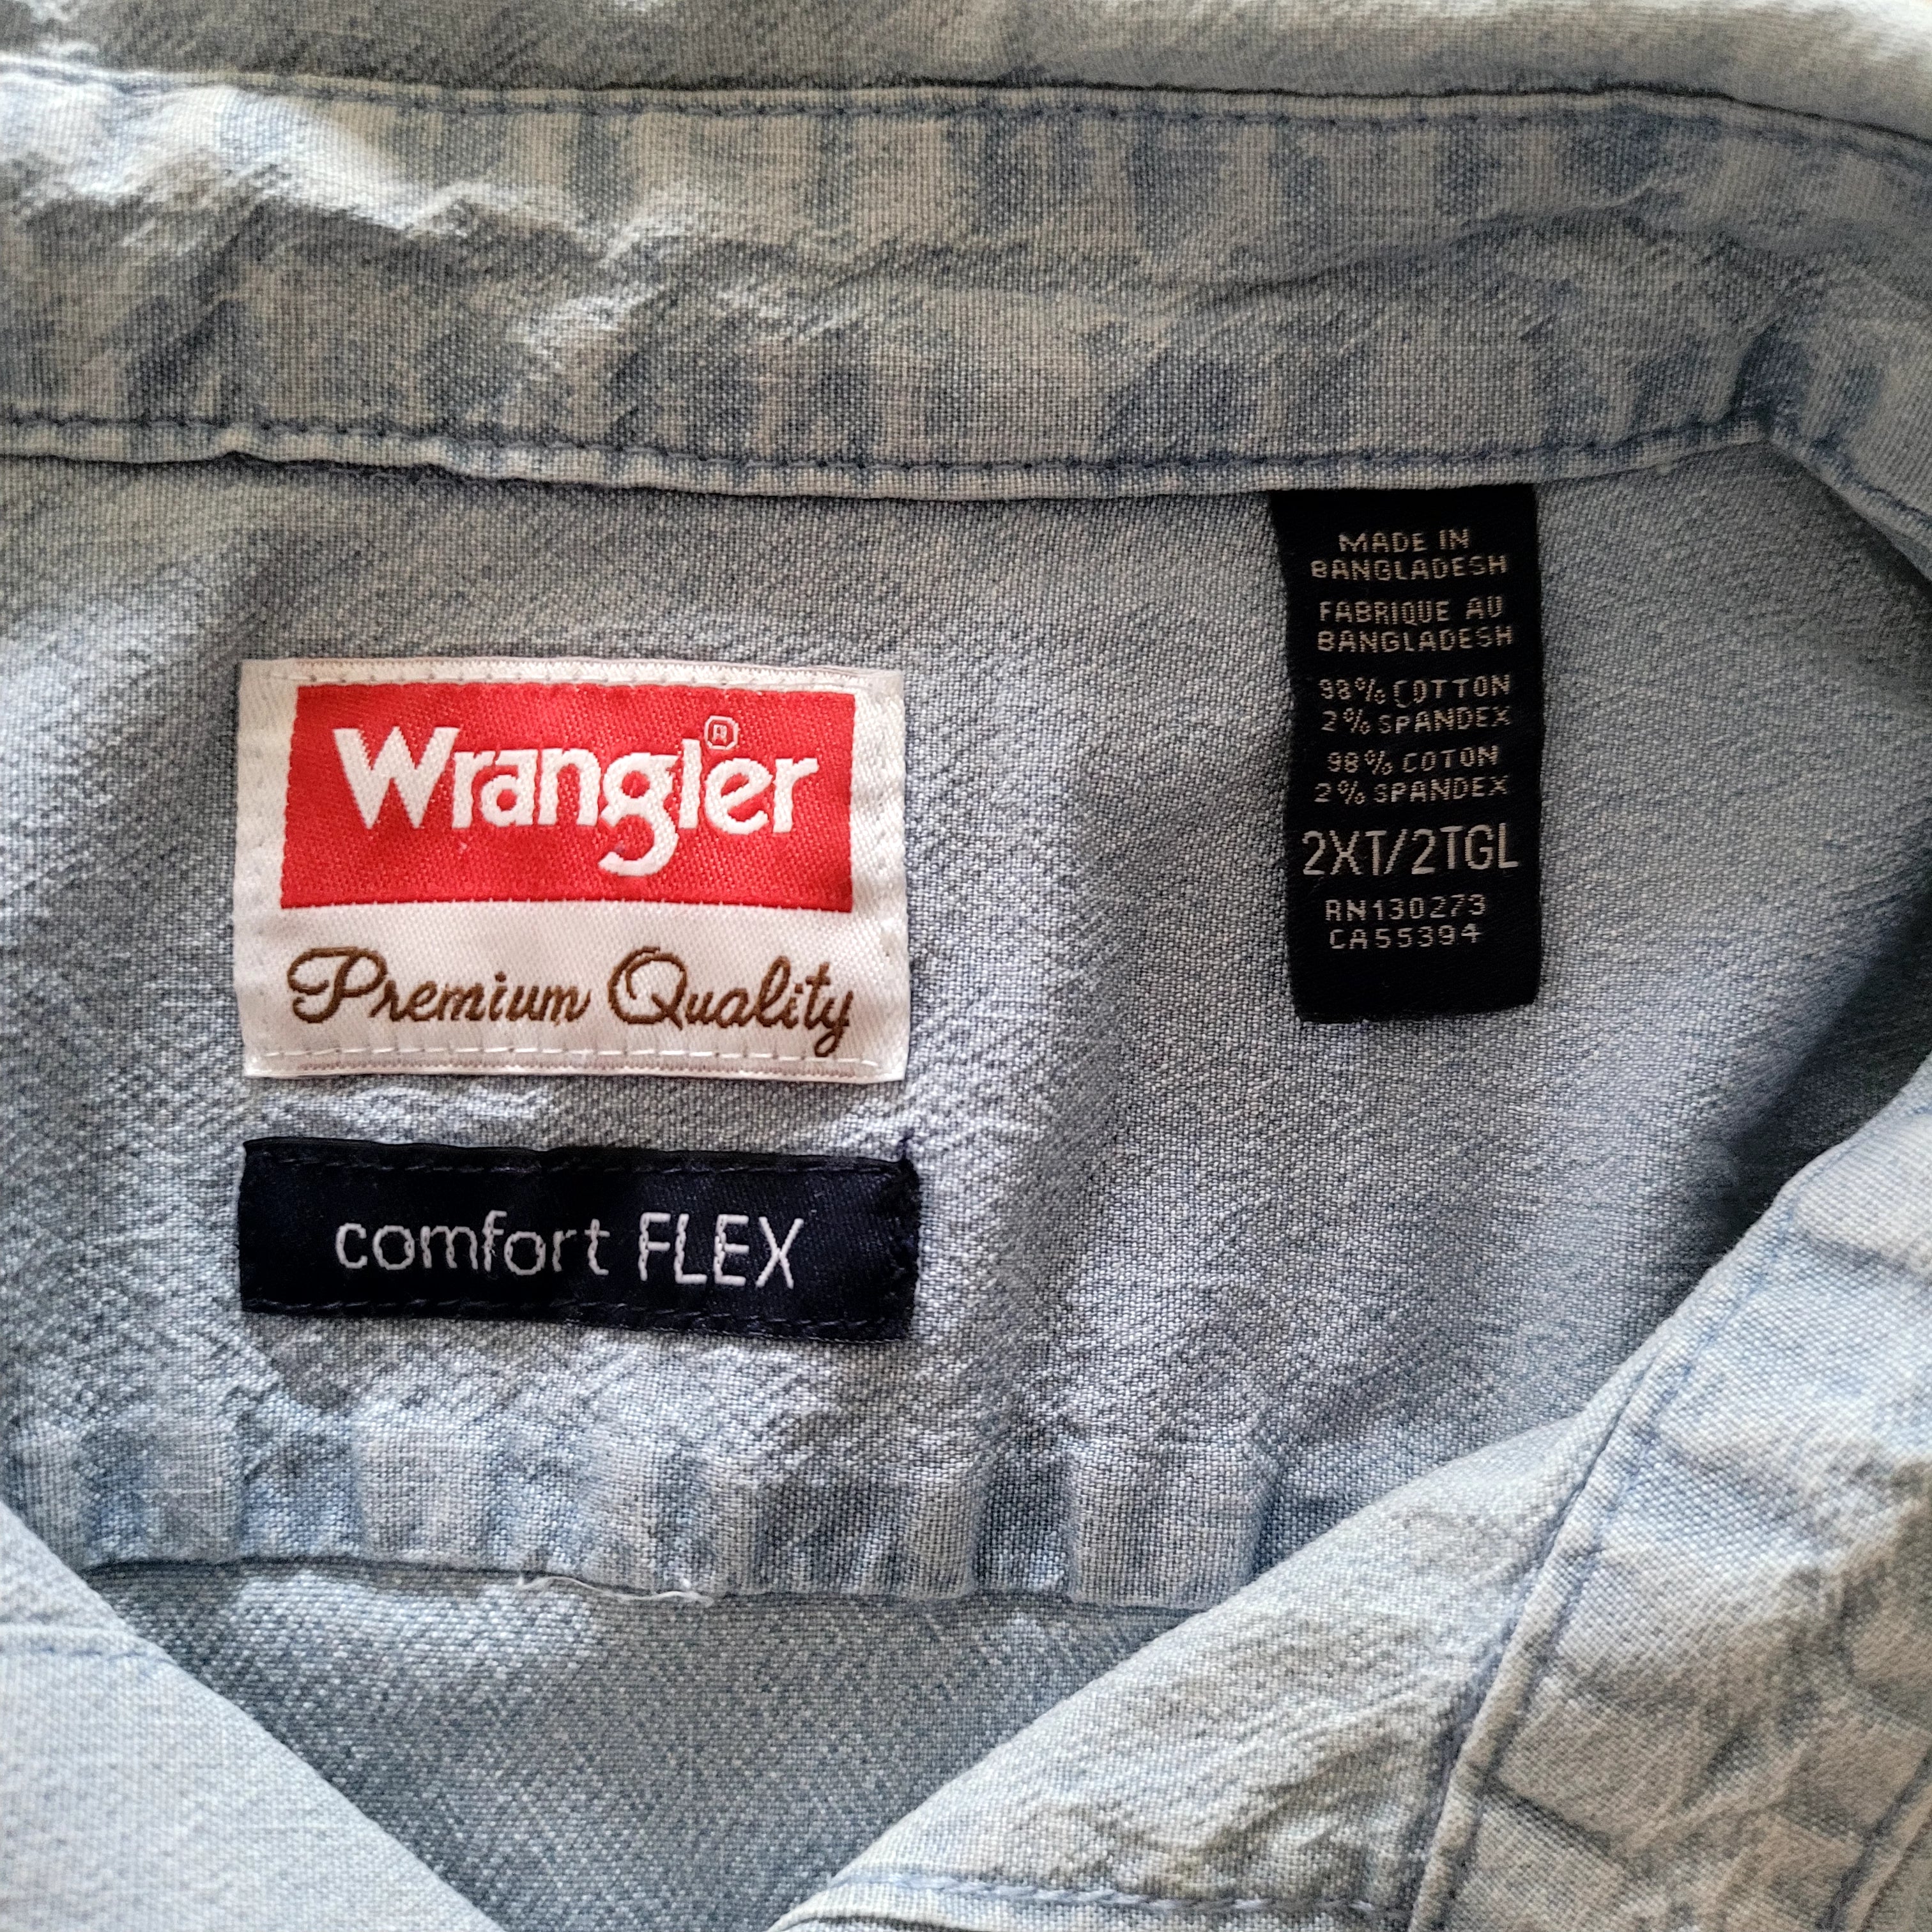 Wrangler®
Premium Quality
comfort FLEX
MADE IN
BANGLADESH
FABRIQUE AU
BANGLADESH
98% COTTON
2% SPANDEX
98% COTON
2% SPANDEX
2XT/2TGL
RN130273
CA55394